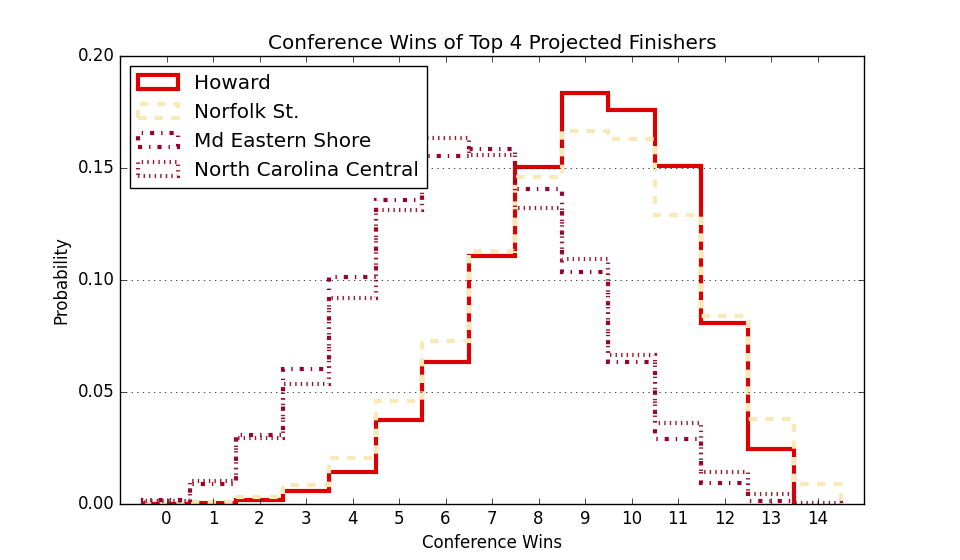 Conference Wins of Top 4 Projected Finishers
0.20
0.15
0.10
0.05
0.00
Probability
Howard
Norfolk St.
Md Eastern Shore
North Carolina Central
0 1 2 3 4 5 6 7 8 9 10 11 12 13 14
Conference Wins